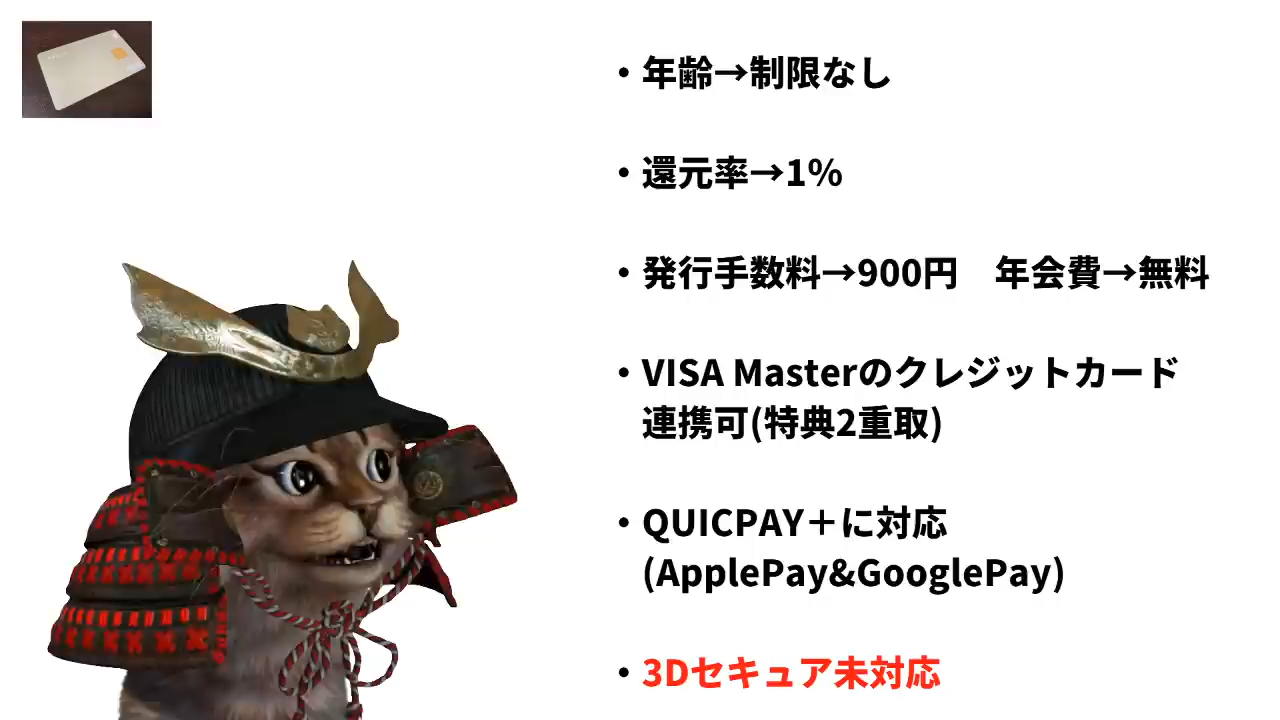 ・年齢→制限なし
・還元率→1%
・発行手数料→900円　年会費→無料
・VISA Masterのクレジットカード
連携可(特典2重取)
・QUICPAY＋に対応
(ApplePay&GooglePay)
・3Dセキュア未対応